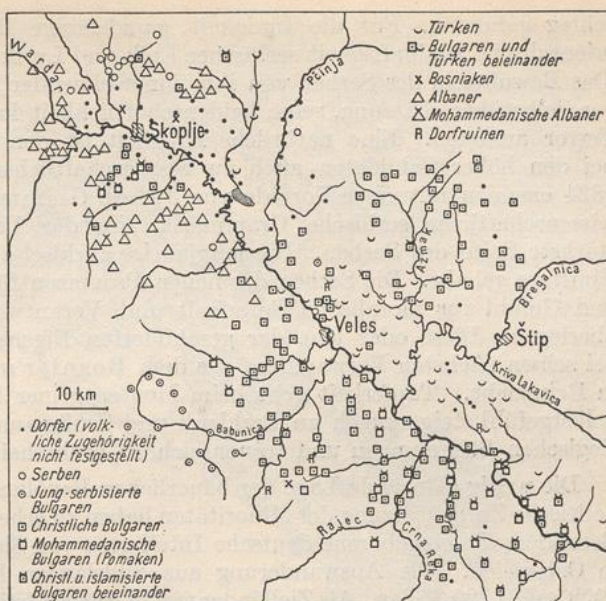 Türken
Bulgaren und
Türken beieinander
Bosniaken
Albaner
Mohammedanische Albaner
R Dorfruinen
Wardar
Skoplje
Ptinja
Azmak
Bregalnica
R
Veles
Štip
Kriva Lakavica
10 km
Babunica
R
R
R
Rajec
Crna Reka
Dörfer (volk-
liche Zugehörigkeit
nicht festgestellt)
Serben
Jung-serbisierte
Bulgaren
Christliche Bulgaren
Mohammedanische
Bulgaren (Pomaken)
Christl. u. islamisierte
Bulgaren beieinander